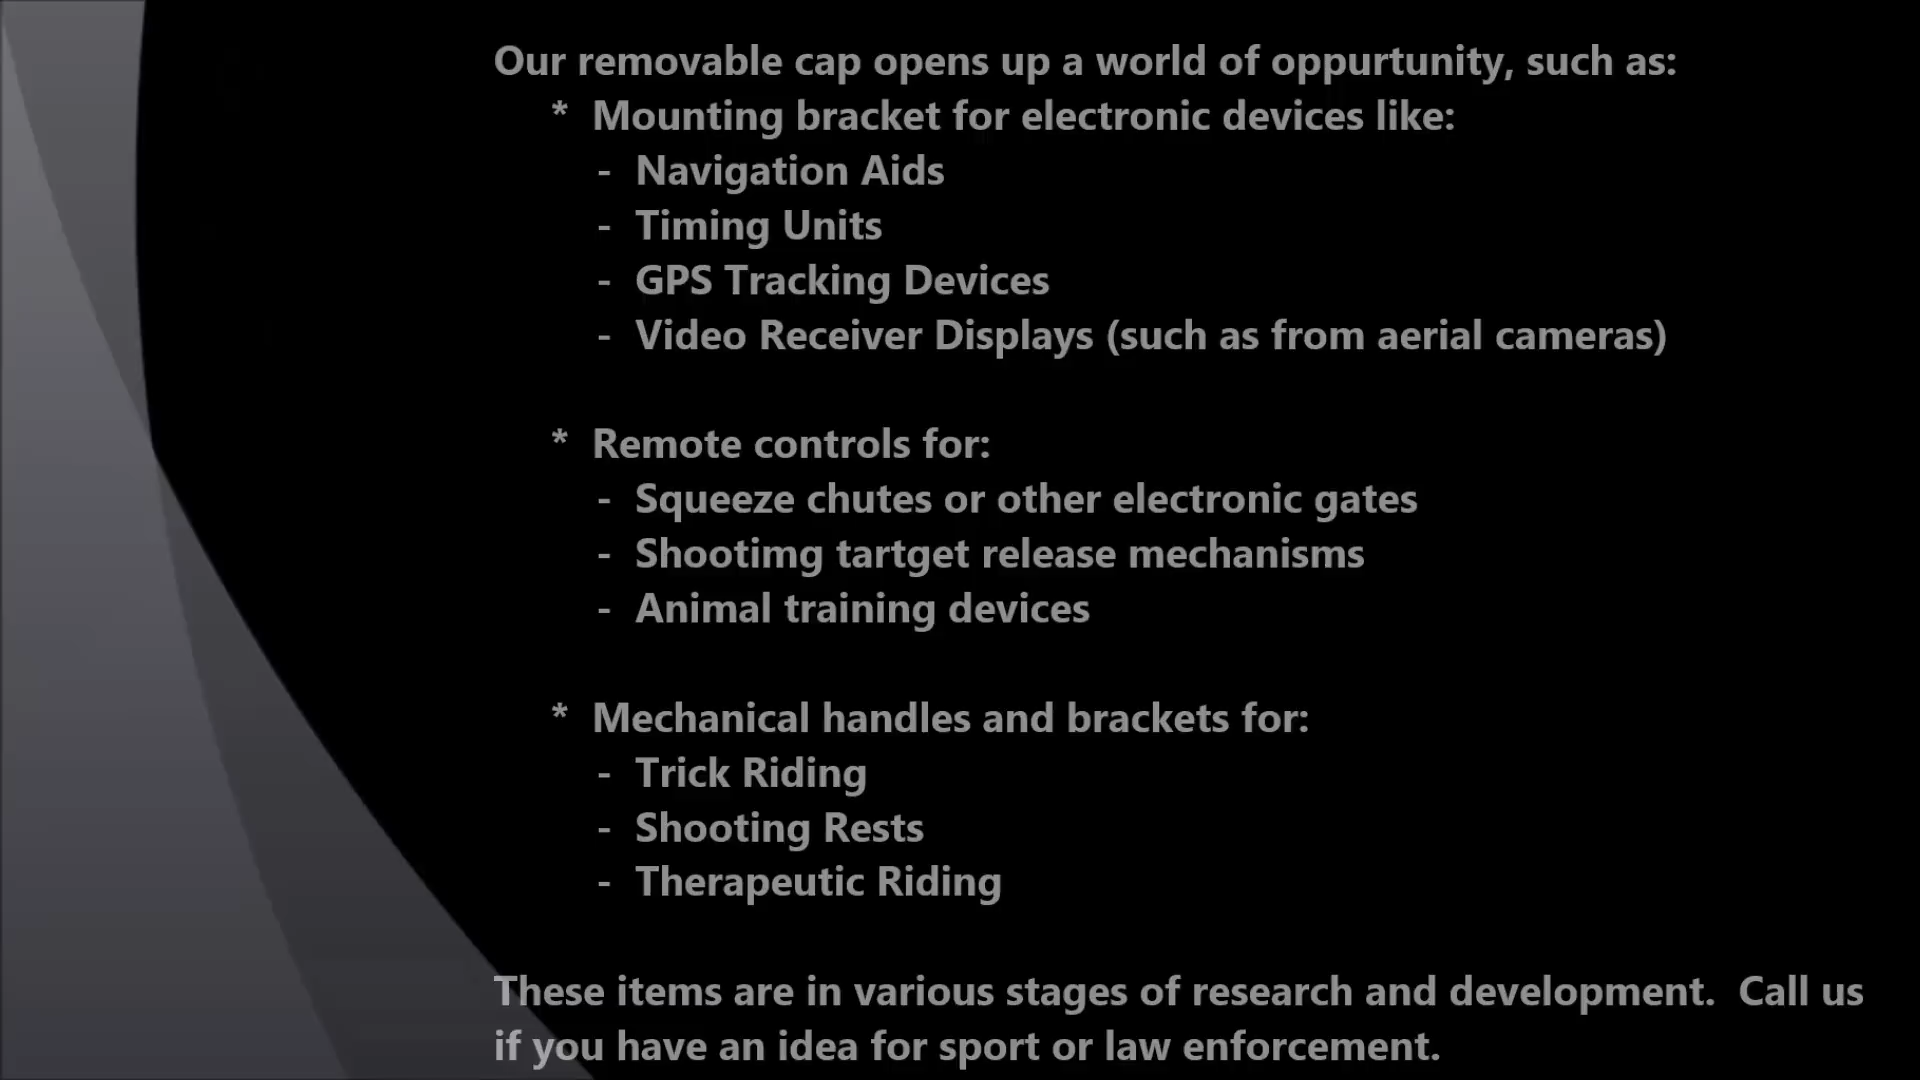 Our removable cap opens up a world of oppurtunity, such as:
* Mounting bracket for electronic devices like:
- Navigation Aids
- Timing Units
- GPS Tracking Devices
- Video Receiver Displays (such as from aerial cameras)
* Remote controls for:
- Squeeze chutes or other electronic gates
- Shootimg tartget release mechanisms
- Animal training devices
* Mechanical handles and brackets for:
- Trick Riding
- Shooting Rests
- Therapeutic Riding
These items are in various stages of research and development. Call us
if you have an idea for sport or law enforcement.